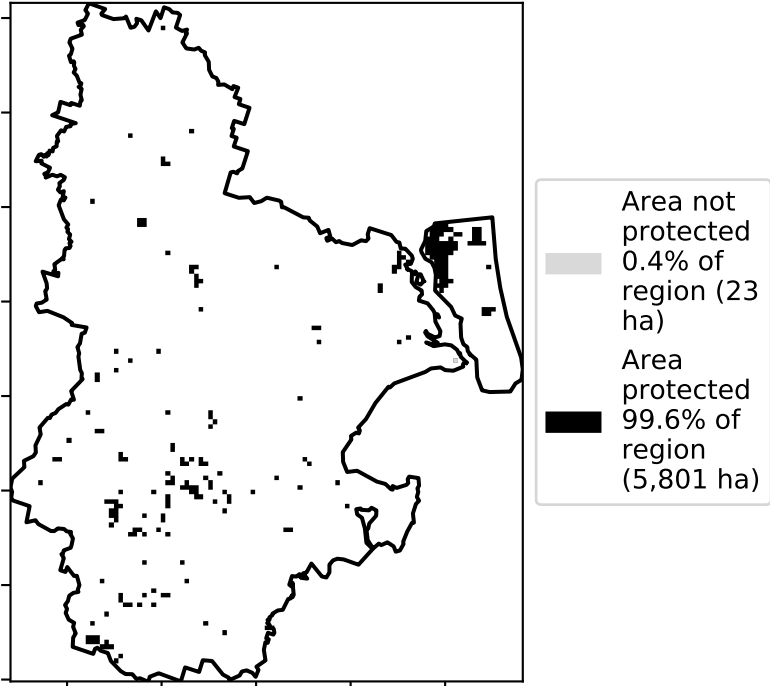 Area not
protected
0.4% of
region (23
ha)
Area
protected
99.6% of
region
(5,801 ha)